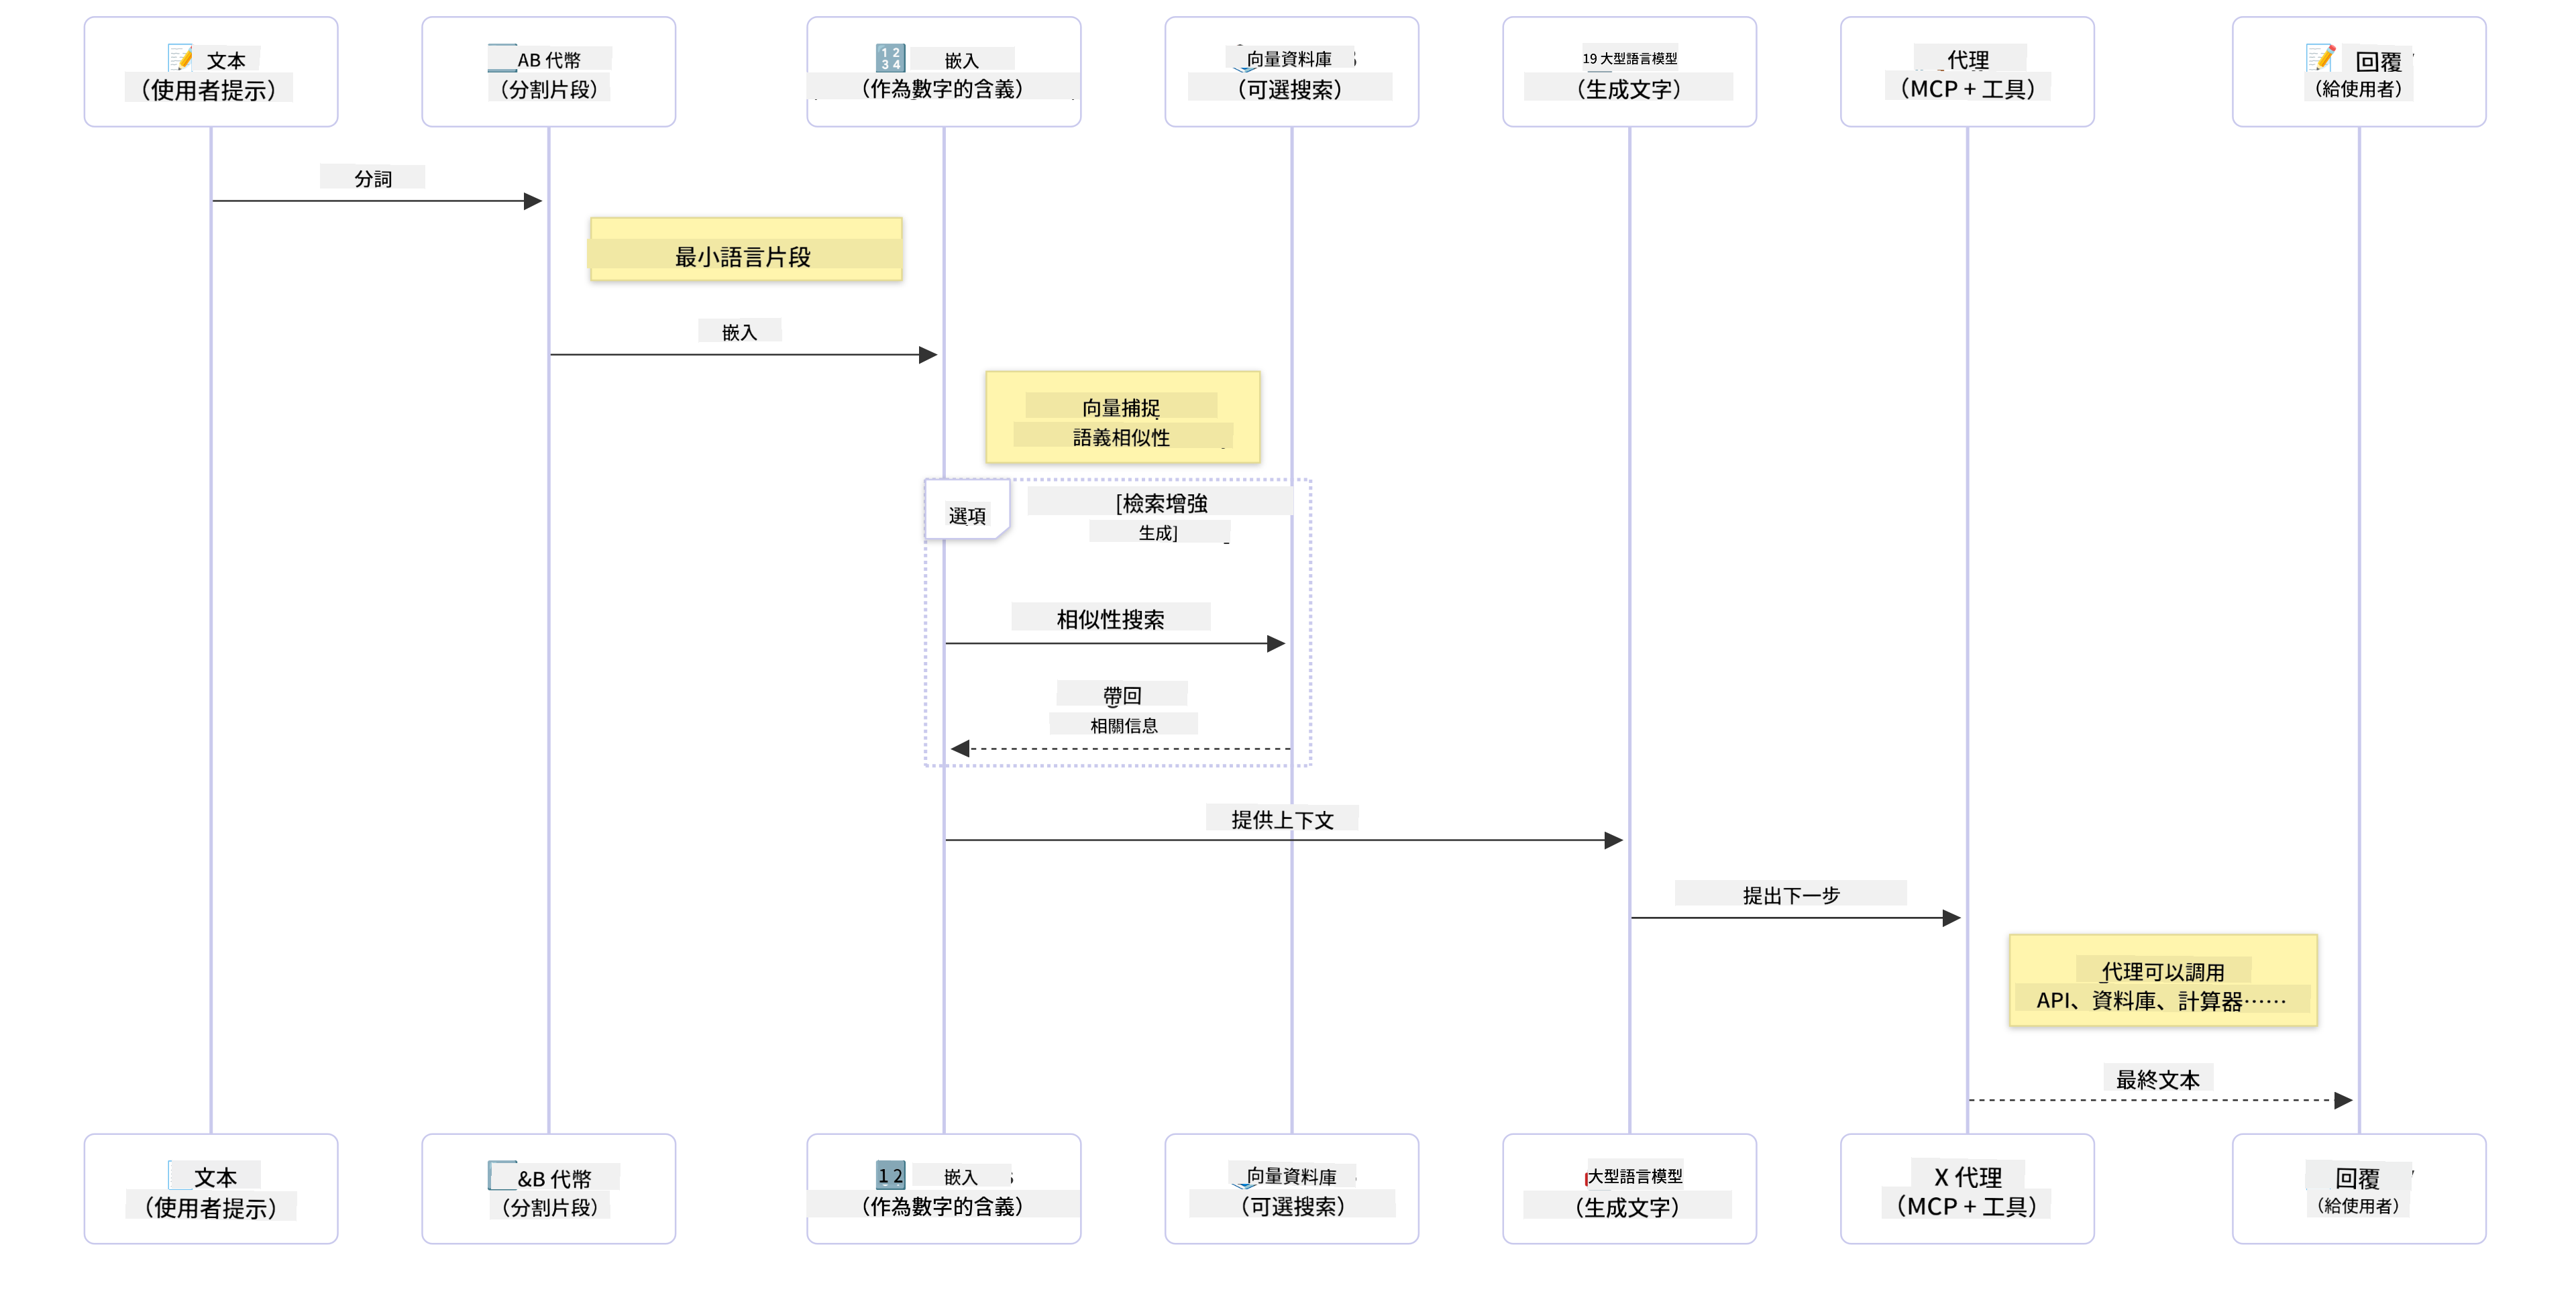 文本
（使用者提示）
AB 代幣
（分割片段）
嵌入
（作為數字的含義）
向量資料庫
（可選搜索）
19 大型語言模型
（生成文字）
代理
（MCP + 工具）
回覆
（給使用者）
分詞
最小語言片段
嵌入
向量捕捉
語義相似性
選項
[檢索增強
生成]
相似性搜索
帶回
相關信息
提供上下文
提出下一步
代理可以調用
API、資料庫、計算器……
最終文本
文本
（使用者提示）
&B 代幣
（分割片段）
嵌入
（作為數字的含義）
向量資料庫
（可選搜索）
大型語言模型
（生成文字）
X 代理
（MCP + 工具）
回覆
（給使用者）